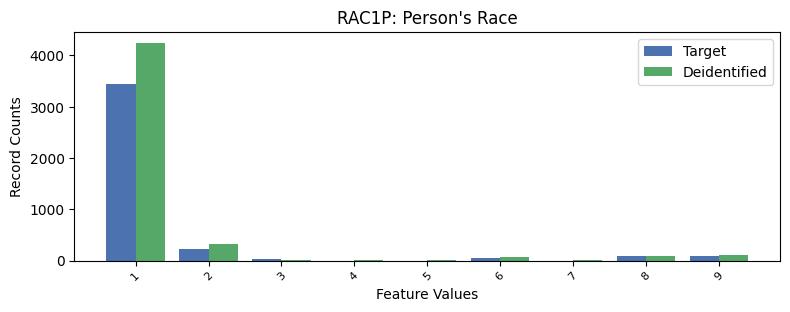 RAC1P: Person's Race
Target
Deidentified
Record Counts
4000
3000
2000
1000
0
1 2 3 4 5 6 7 8 9
Feature Values